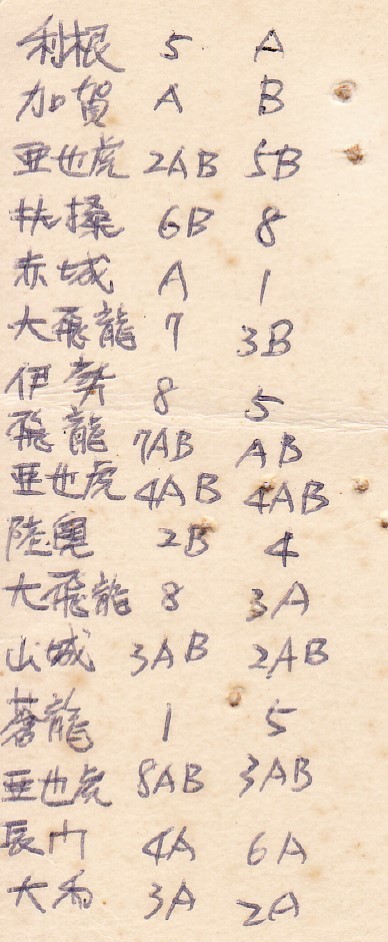 利根 5 A
加賀 A B
亜也虎 2AB 5B
扶桑 6B 8
赤城 A 1
大飛龍 7 3B
伊勢 8 5
飛龍 7AB AB
亜也虎 4AB 4AB
陸奥 2B 4
大飛龍 8 3A
山城 3AB 2AB
蒼龍 1 5
亜也虎 8AB 3AB
長門 4A 6A
大和 3A 2A